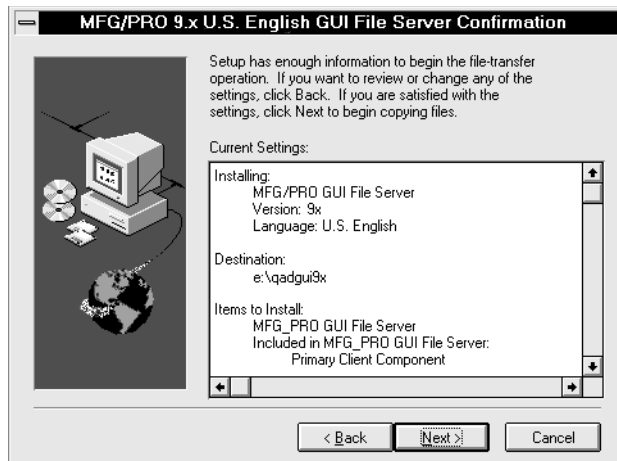 MFG/PRO 9.x U.S. English GUI File Server Confirmation
Setup has enough information to begin the file-transfer
operation. If you want to review or change any of the
settings, click Back. If you are satisfied with the
settings, click Next to begin copying files.
Current Settings:
Installing:
MFG/PRO GUI File Server
Version: 9x
Language: U.S. English
Destination:
e:\qadgui9x
Items to Install:
MFG_PRO GUI File Server
Included in MFG_PRO GUI File Server:
Primary Client Component
< Back Next > Cancel